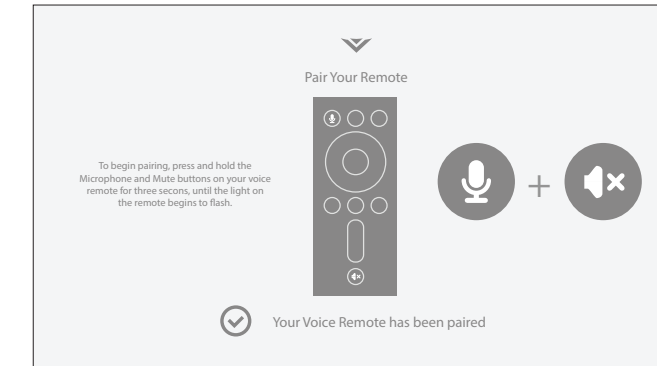 Pair Your Remote
To begin pairing, press and hold the
Microphone and Mute buttons on your voice
remote for three secons, until the light on
the remote begins to flash.
Your Voice Remote has been paired